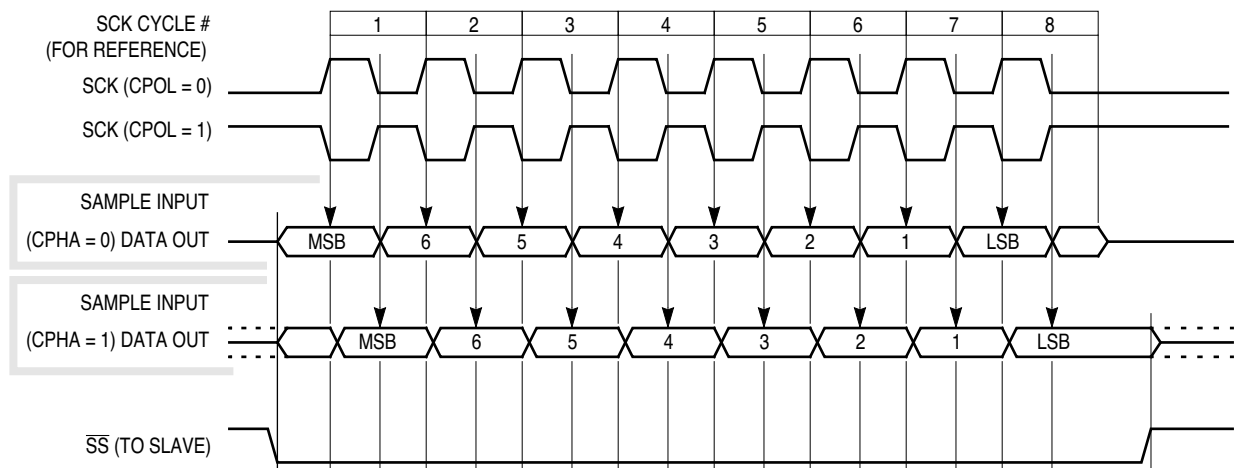 SCK CYCLE # 1 2 3 4 5 6 7 8
(FOR REFERENCE)
SCK (CPOL = 0)
SCK (CPOL = 1)
SAMPLE INPUT
(CPHA = 0) DATA OUT MSB 6 5 4 3 2 1 LSB
SAMPLE INPUT
(CPHA = 1) DATA OUT MSB 6 5 4 3 2 1 LSB
S̅S̅ (TO SLAVE)